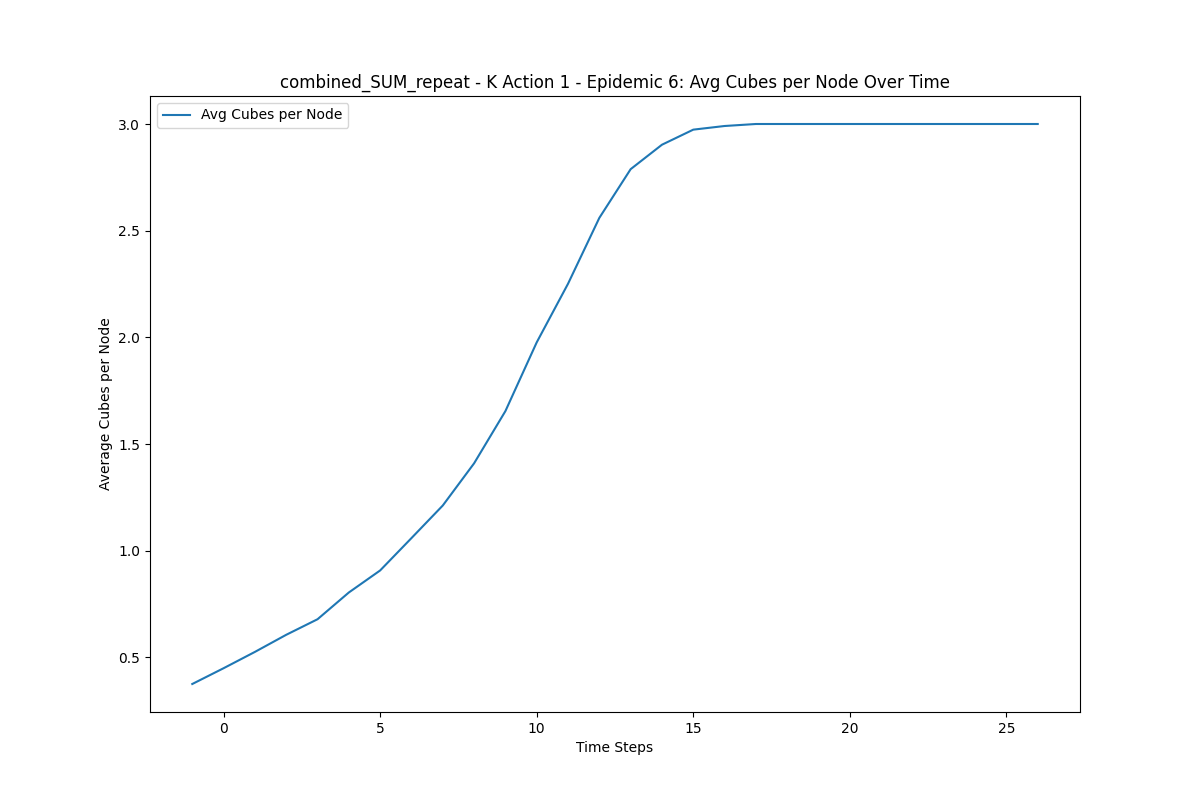 combined_SUM_repeat - K Action 1 - Epidemic 6: Avg Cubes per Node Over Time
Avg Cubes per Node
3.0
2.5
2.0
1.5
1.0
0.5
Average Cubes per Node
0 5 10 15 20 25
Time Steps